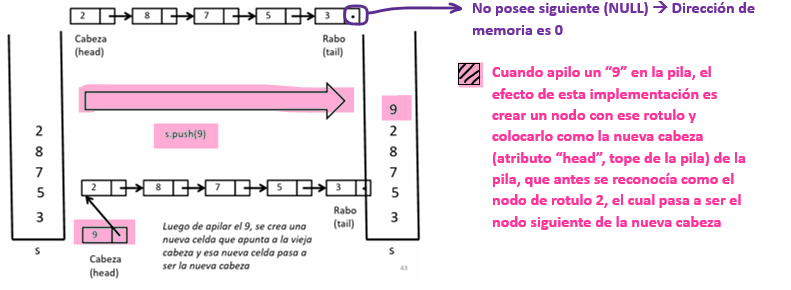 2 8 7 5 3
Cabeza
(head)
Rabo
(tail)
No posee siguiente (NULL) → Dirección de
memoria es 0
2
8
7
5
3
s
s.push(9)
9
2
8
7
5
3
s
Cuando apilo un “9” en la pila, el
efecto de esta implementación es
crear un nodo con ese rotulo y
colocarlo como la nueva cabeza
(atributo “head”, tope de la pila) de la
pila, que antes se reconocía como el
nodo de rotulo 2, el cual pasa a ser el
nodo siguiente de la nueva cabeza
2 8 7 5 3
Rabo
(tail)
9
Cabeza
(head)
Luego de apilar el 9, se crea una
nueva celda que apunta a la vieja
cabeza y esa nueva celda pasa a
ser la nueva cabeza
43